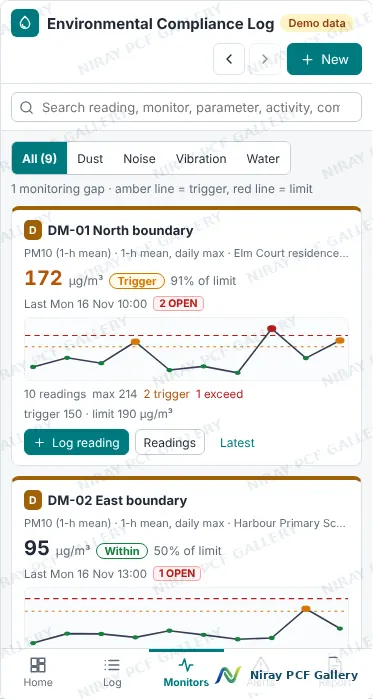 Environmental Compliance Log Demo data
+ New
Search reading, monitor, parameter, activity, com
All (9) Dust Noise Vibration Water
1 monitoring gap · amber line = trigger, red line = limit
D DM-01 North boundary
PM10 (1-h mean) · 1-h mean, daily max · Elm Court residence...
172 µg/m³ Trigger 91% of limit
Last Mon 16 Nov 10:00 2 OPEN
10 readings max 214 2 trigger 1 exceed
trigger 150 · limit 190 µg/m³
+ Log reading Readings Latest
D DM-02 East boundary
PM10 (1-h mean) · 1-h mean, daily max · Harbour Primary Sc...
95 µg/m³ Within 50% of limit
Last Mon 16 Nov 13:00 1 OPEN
Home Log Monitors Niray PCF Gallery
NIRAY PCF GALLERY